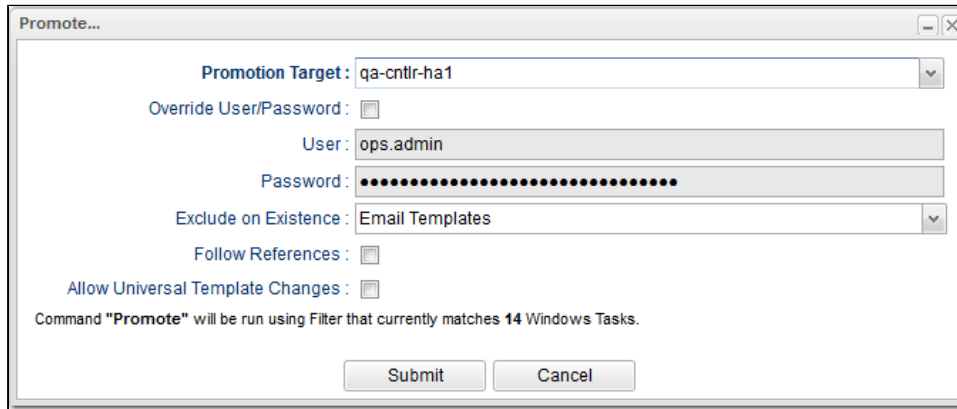 Promote...
Promotion Target : qa-cntlr-ha1
Override User/Password :
User : ops.admin
Password : ●●●●●●●●●●●●●●●●●●●●●●●●●●●●●●●●
Exclude on Existence : Email Templates
Follow References :
Allow Universal Template Changes :
Command "Promote" will be run using Filter that currently matches 14 Windows Tasks.
Submit Cancel